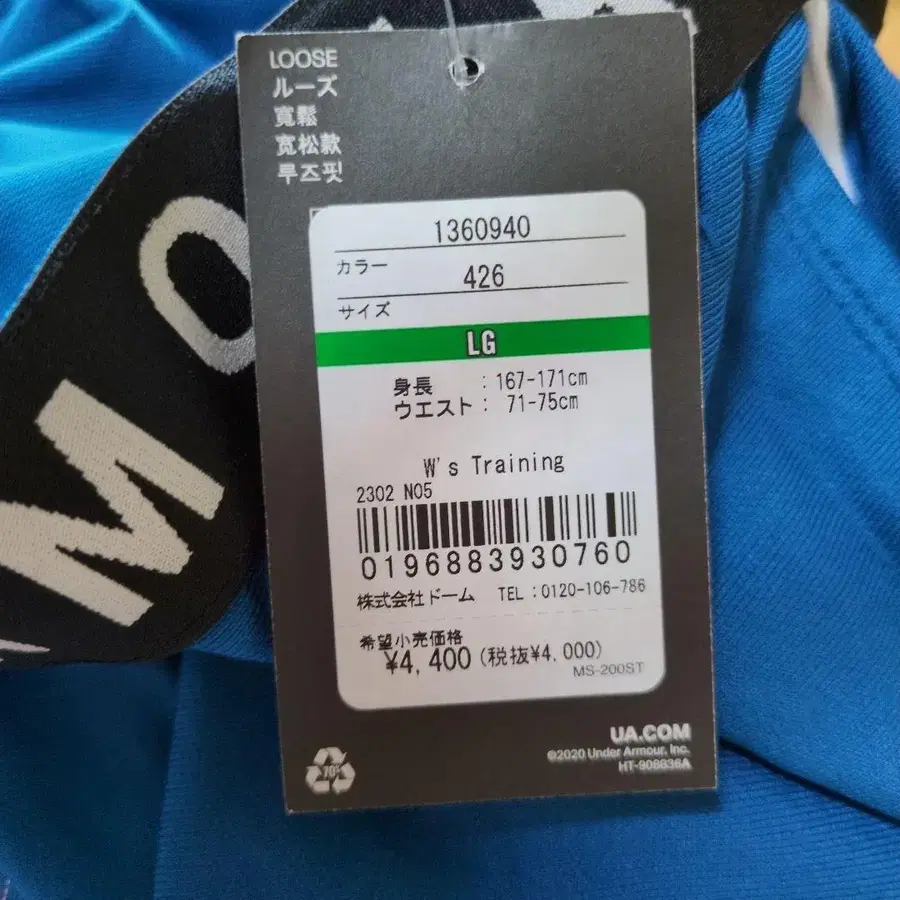 LOOSE
ルーズ
寬鬆
宽松款
루즈핏
1360940
カラー
426
サイズ
LG
身長 : 167-171cm
ウエスト : 71-75cm
W's Training
2302 N05
0196883930760
株式会社ドーム TEL:0120-106-786
希望小売価格
¥4,400 (税抜¥4,000)
MS-200ST
UA.COM
©2020 Under Armour, Inc.
HT-908836A
70%
MO